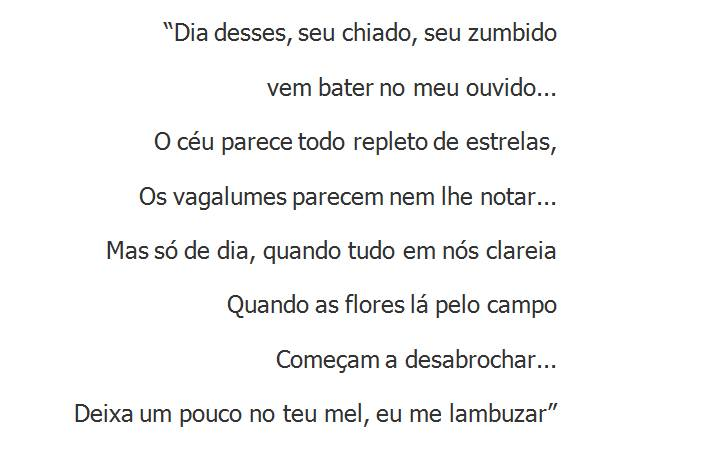 “Dia desses, seu chiado, seu zumbido
vem bater no meu ouvido...
O céu parece todo repleto de estrelas,
Os vagalumes parecem nem lhe notar...
Mas só de dia, quando tudo em nós clareia
Quando as flores lá pelo campo
Começam a desabrochar...
Deixa um pouco no teu mel, eu me lambuzar”